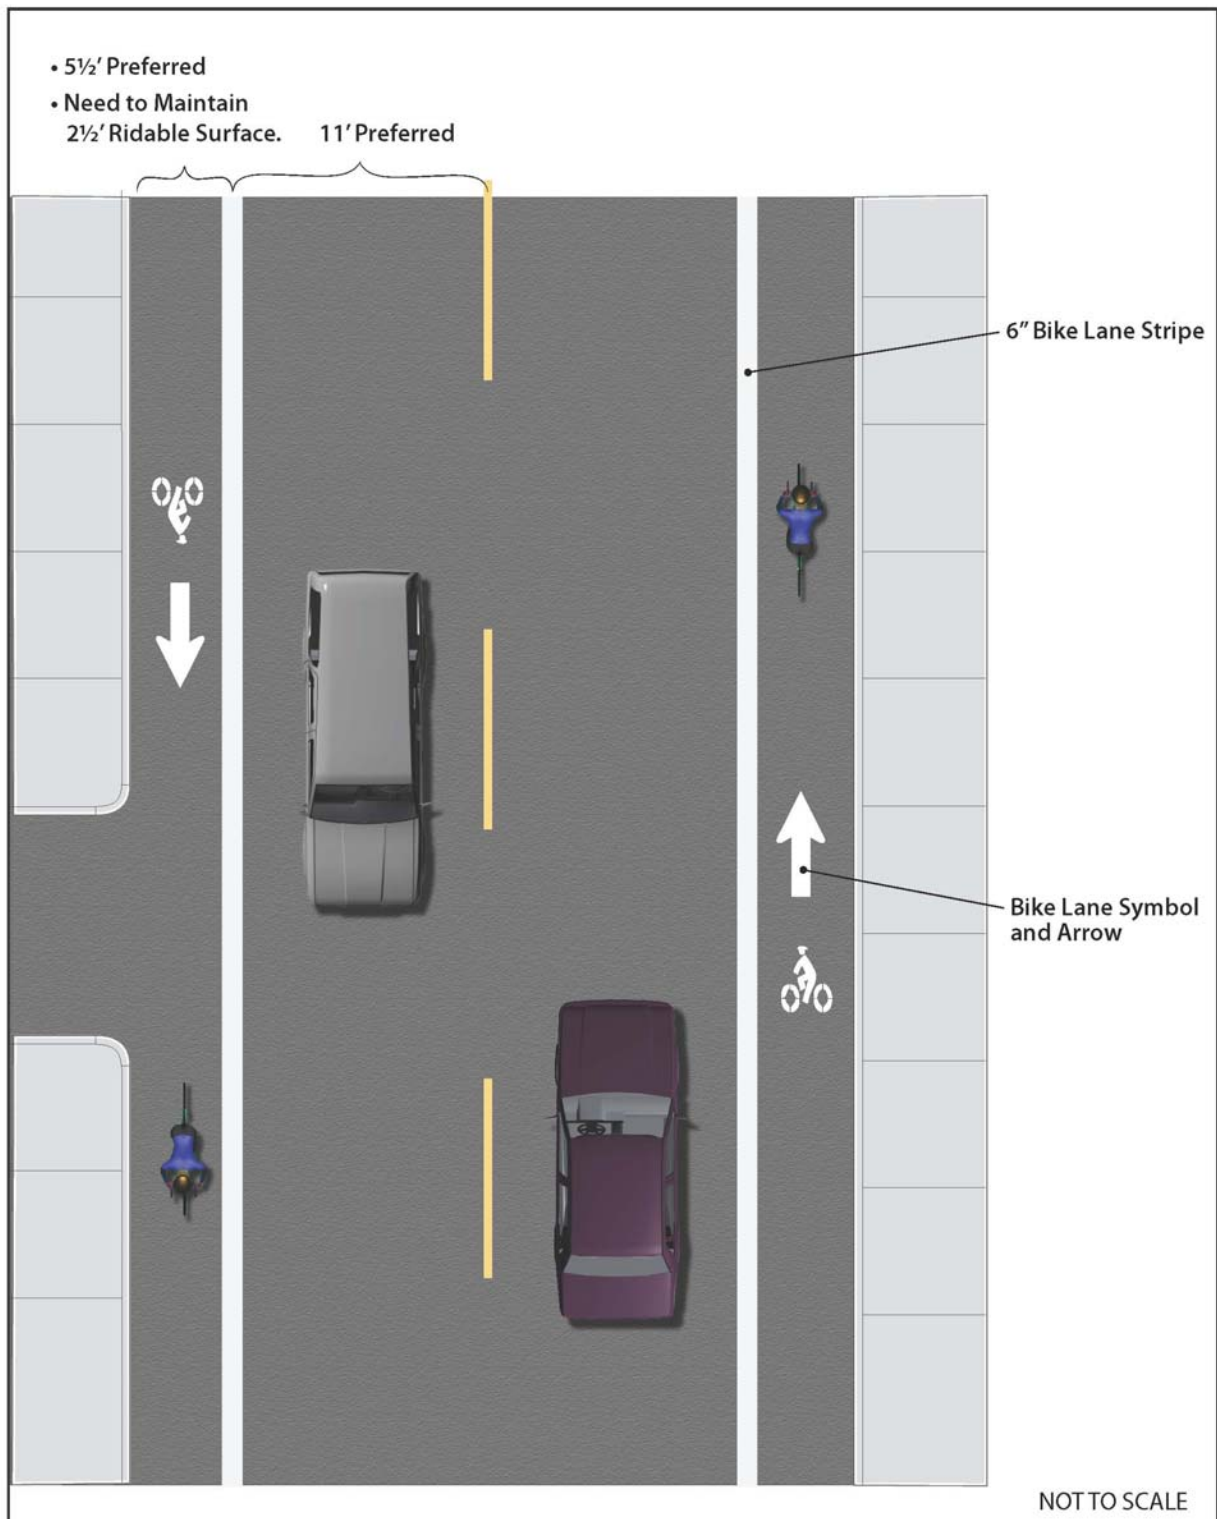 • 5½’ Preferred
• Need to Maintain
2½’ Ridable Surface.
11’ Preferred
6” Bike Lane Stripe
Bike Lane Symbol
and Arrow
NOT TO SCALE